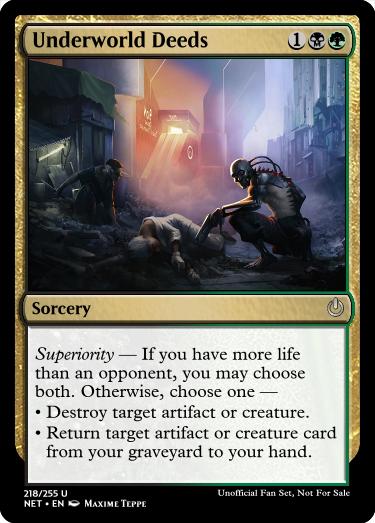 Underworld Deeds 1
Sorcery
Superiority — If you have more life
than an opponent, you may choose
both. Otherwise, choose one —
• Destroy target artifact or creature.
• Return target artifact or creature card
from your graveyard to your hand.
218/255 U
Unofficial Fan Set, Not For Sale
NET • EN Maxime Teppe